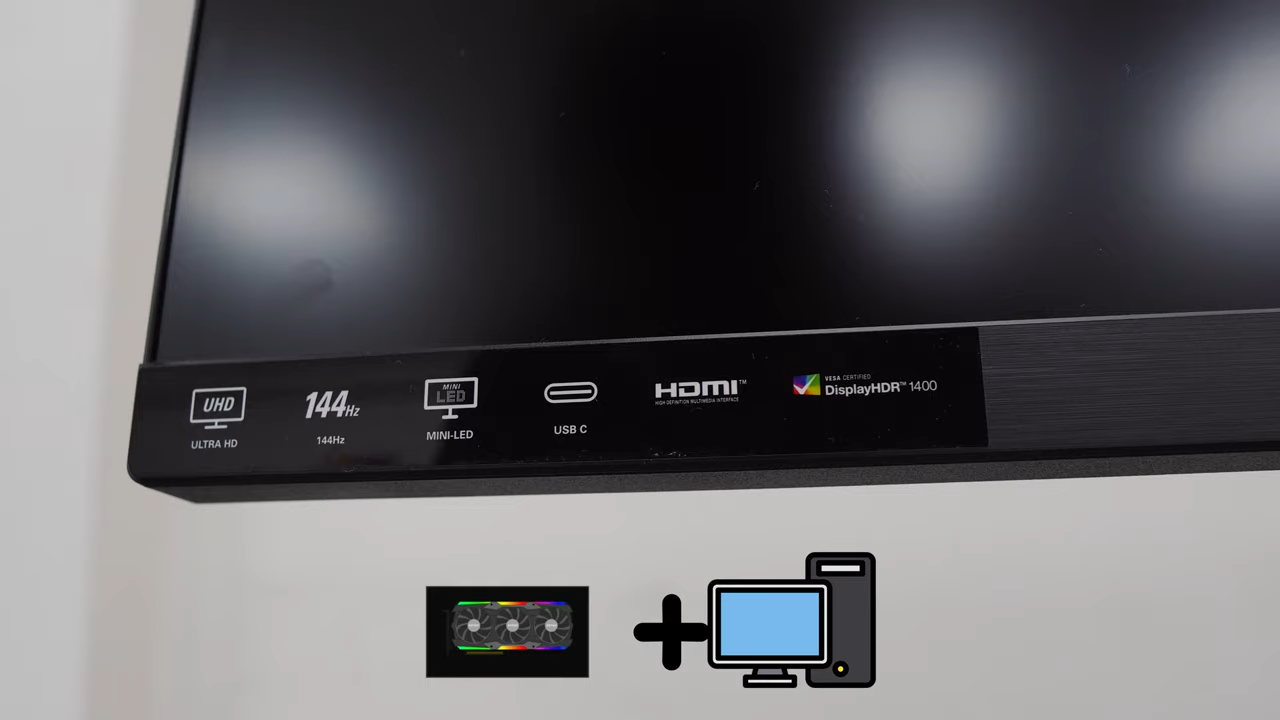 UHD
ULTRA HD
144Hz
144Hz
MINI
LED
MINI-LED
USB C
HDMI™
HIGH DEFINITION MULTIMEDIA INTERFACE
VESA CERTIFIED
DisplayHDR™ 1400